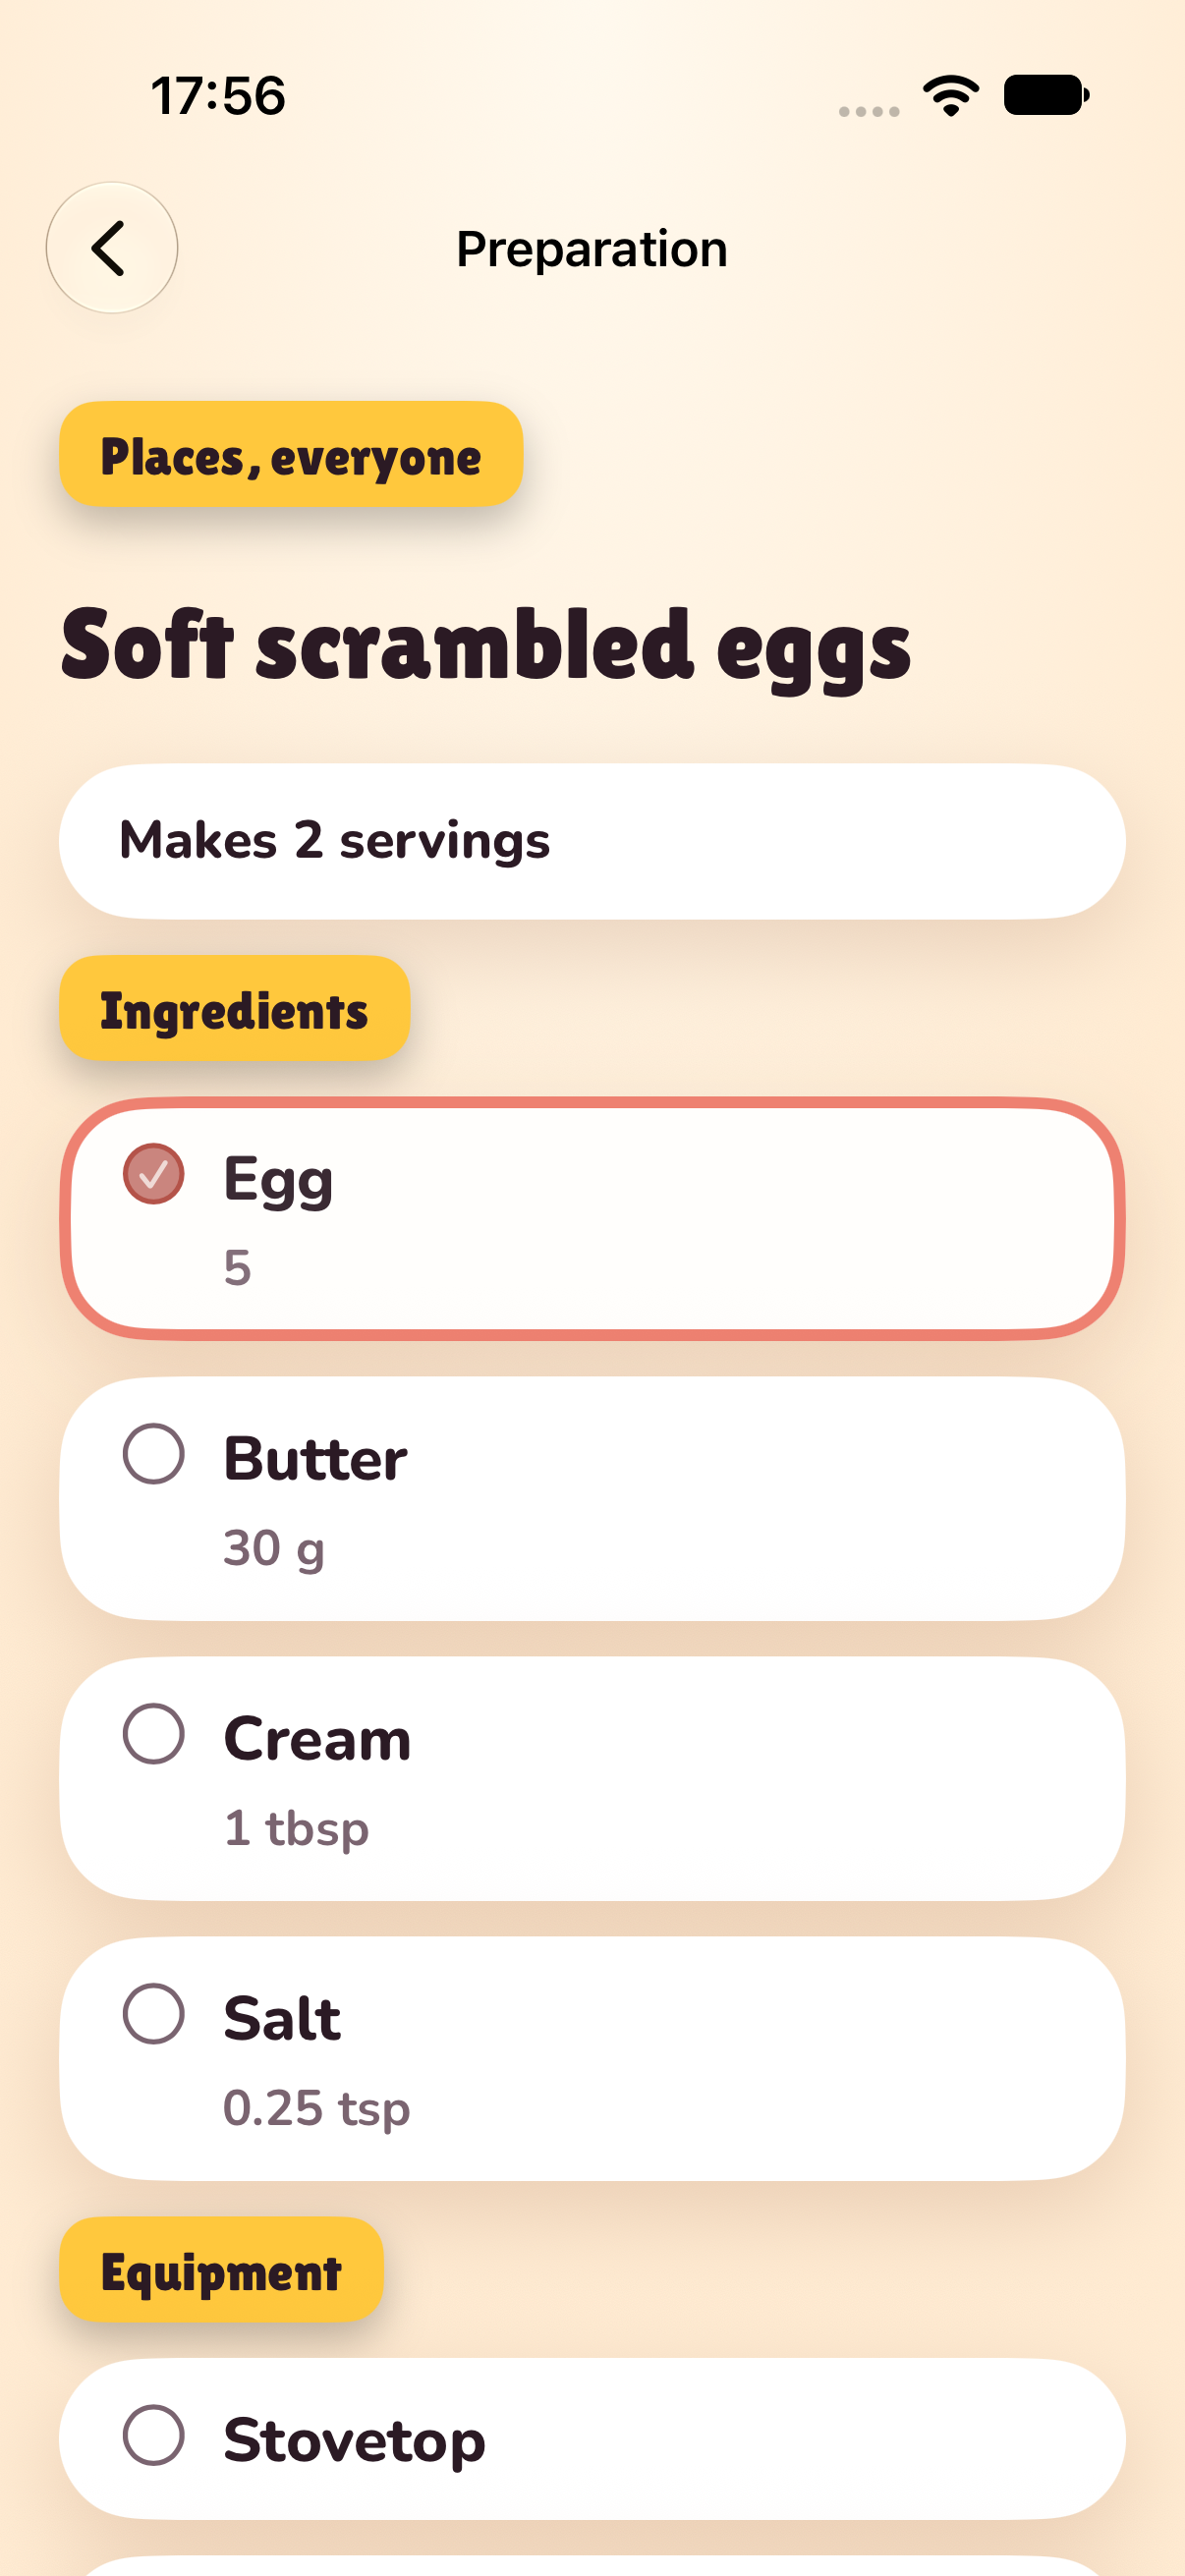 17:56
Preparation
Places, everyone
Soft scrambled eggs
Makes 2 servings
Ingredients
Egg
5
Butter
30 g
Cream
1 tbsp
Salt
0.25 tsp
Equipment
Stovetop